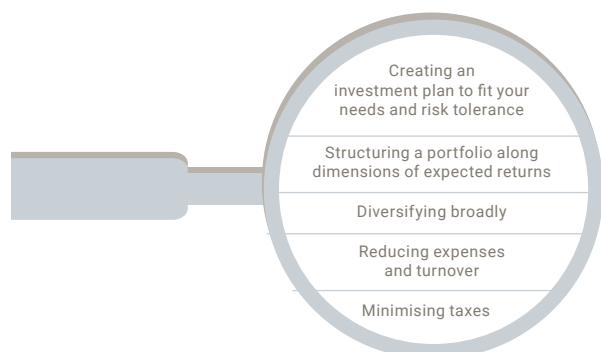 Creating an
investment plan to fit your
needs and risk tolerance
Structuring a portfolio along
dimensions of expected returns
Diversifying broadly
Reducing expenses
and turnover
Minimising taxes